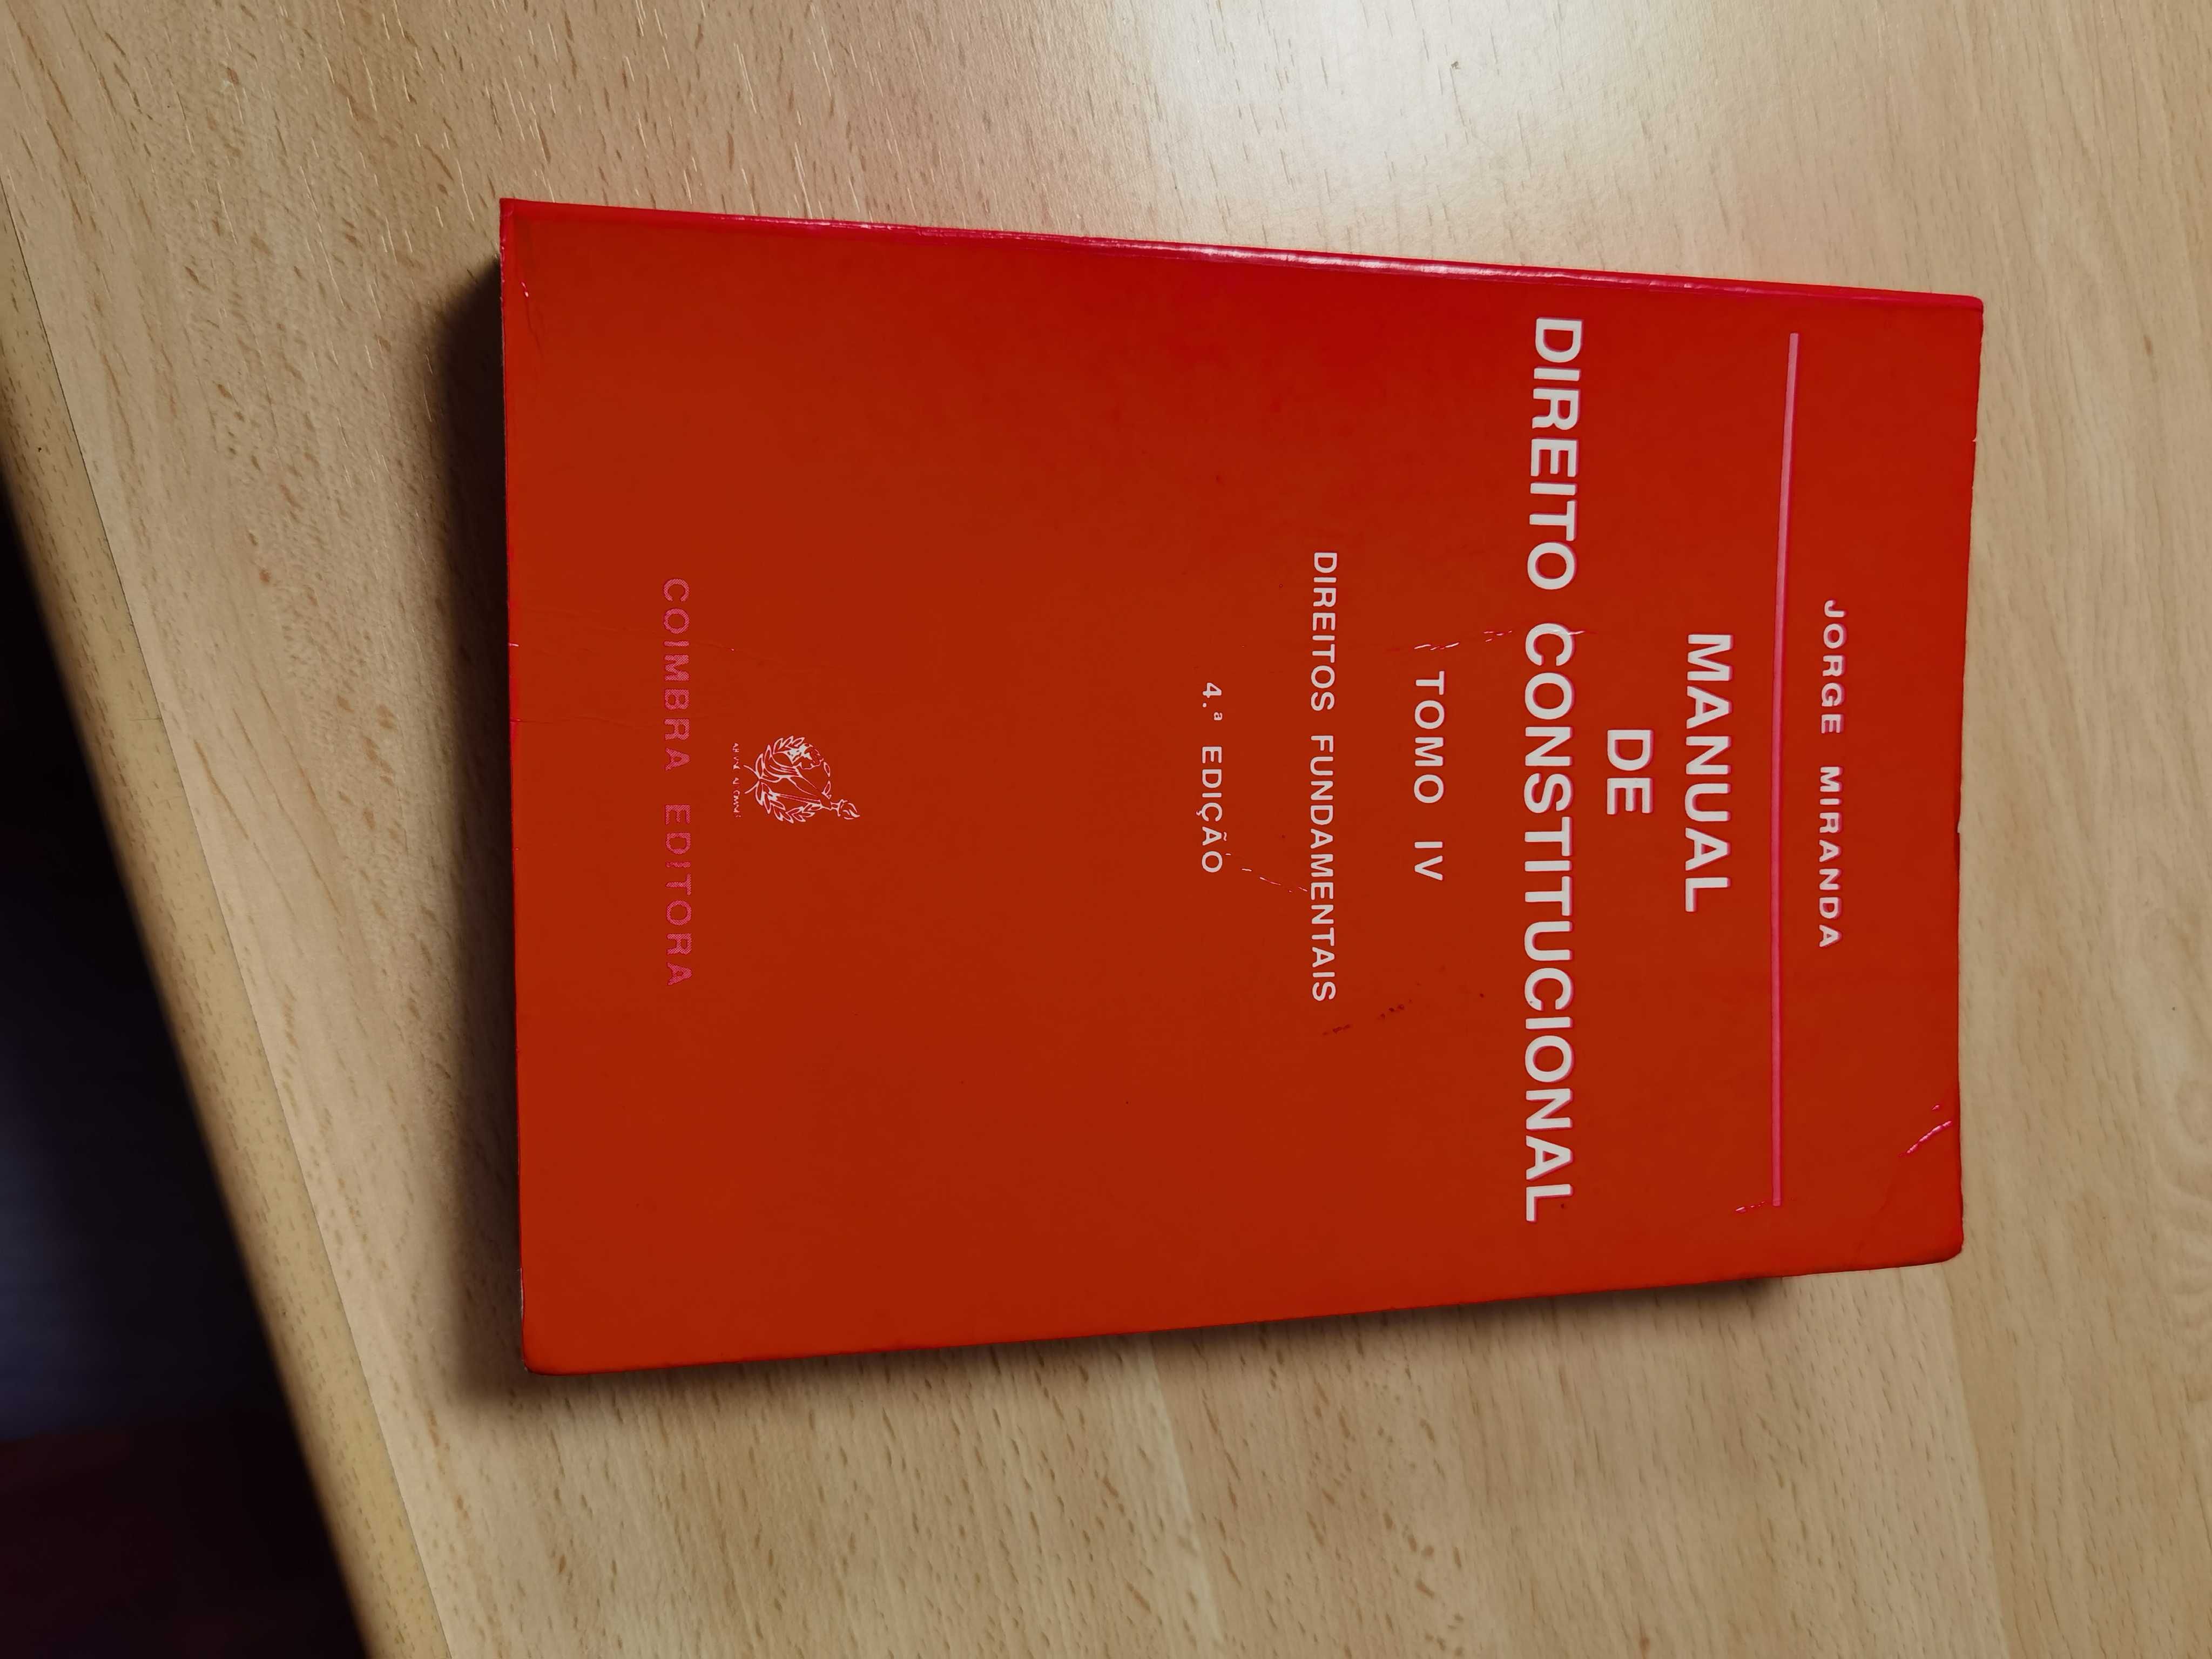 JORGE MIRANDA
MANUAL
DE
DIREITO CONSTITUCIONAL
TOMO IV
DIREITOS FUNDAMENTAIS
4.ª EDIÇÃO
COIMBRA EDITORA